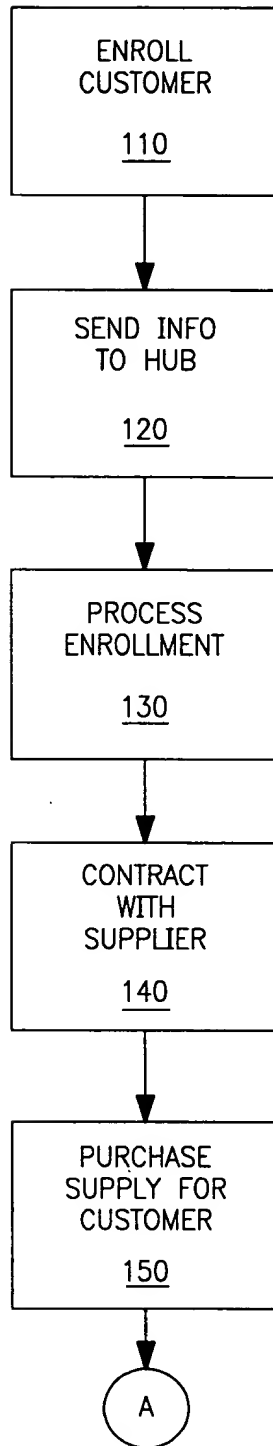 ENROLL
CUSTOMER
110
SEND INFO
TO HUB
120
PROCESS
ENROLLMENT
130
CONTRACT
WITH
SUPPLIER
140
PURCHASE
SUPPLY FOR
CUSTOMER
150
A